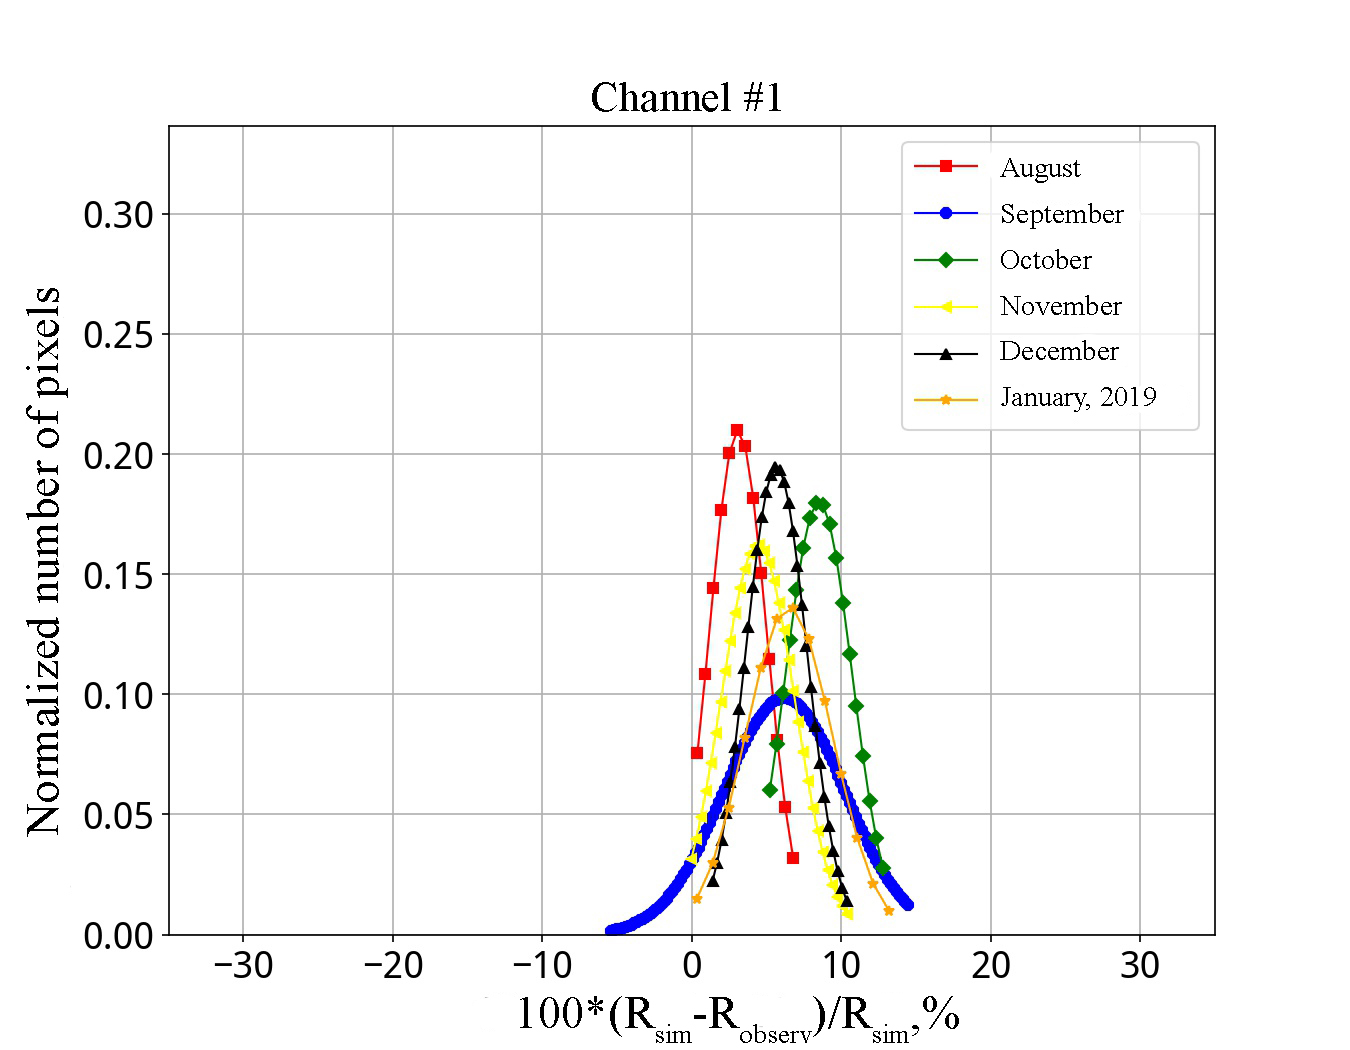 Channel #1
August
September
October
November
December
January, 2019
Normalized number of pixels
0.30
0.25
0.20
0.15
0.10
0.05
0.00
−30 −20 −10 0 10 20 30
100*(Rsim-Robserv)/Rsim,%